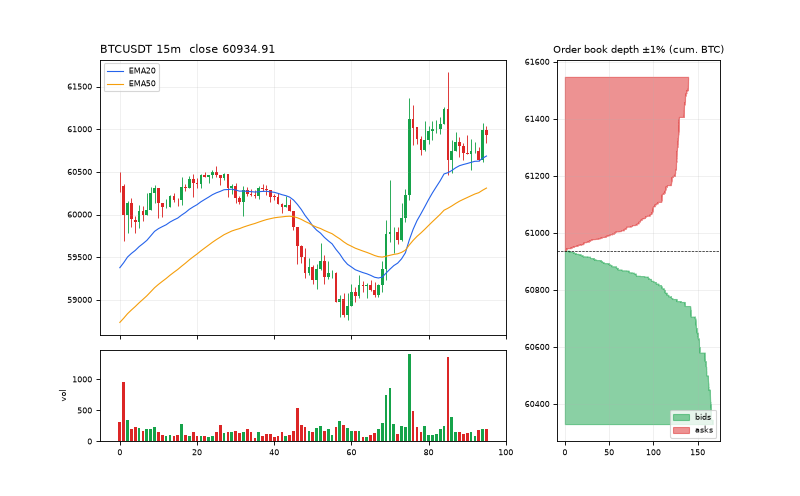 BTCUSDT 15m  close 60934.91
EMA20
EMA50
61500
61000
60500
60000
59500
59000
vol
1000
500
0
0 20 40 60 80 100
Order book depth ±1% (cum. BTC)
61600
61400
61200
61000
60800
60600
60400
bids
asks
0 50 100 150